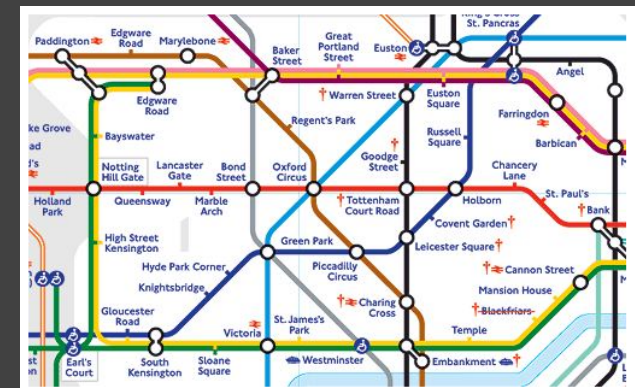 King's Cross
St. Pancras
Edgware
Road
Paddington
Marylebone
Baker
Street
Great
Portland
Street
Euston
Angel
† Warren Street
Euston
Square
Farringdon
†
Edgware
Road
Regent's Park
Barbican
ke Grove
Bayswater
Russell
Square
†
Goodge
Street
Notting
Hill Gate
Lancaster
Gate
Bond
Street
Oxford
Circus
Chancery
Lane
St. Paul's
Holland
Park
Queensway
Marble
Arch
† Tottenham
Court Road
Holborn
† Bank
Covent Garden †
High Street
Kensington
Green Park
Leicester Square †
Hyde Park Corner
Piccadilly
Circus
† Cannon Street
Knightsbridge
Mansion House
† Charing
Cross
† Blackfriars
Gloucester
Road
Victoria
St. James's
Park
Temple
Earl's
Court
South
Kensington
Sloane
Square
Westminster
Embankment †